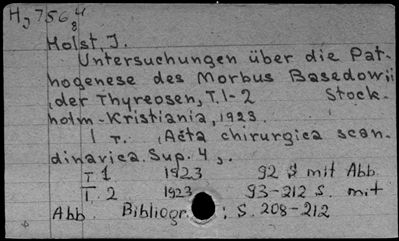 Hj7564
8
Holst, J.
Untersuchungen über die Pat-
hogenese des Morbus Basedowii
,der Thyreosen, T.1-2 Stock-
holm-Kristiania, 1923.
1 T. (Acta chirurgica scan-
dinavica. Sup. 4,.
T 1 1923 92 S mit Abb
T. 2 1923 93-212 S. mit
Abb. Bibliogr. : S. 208-212